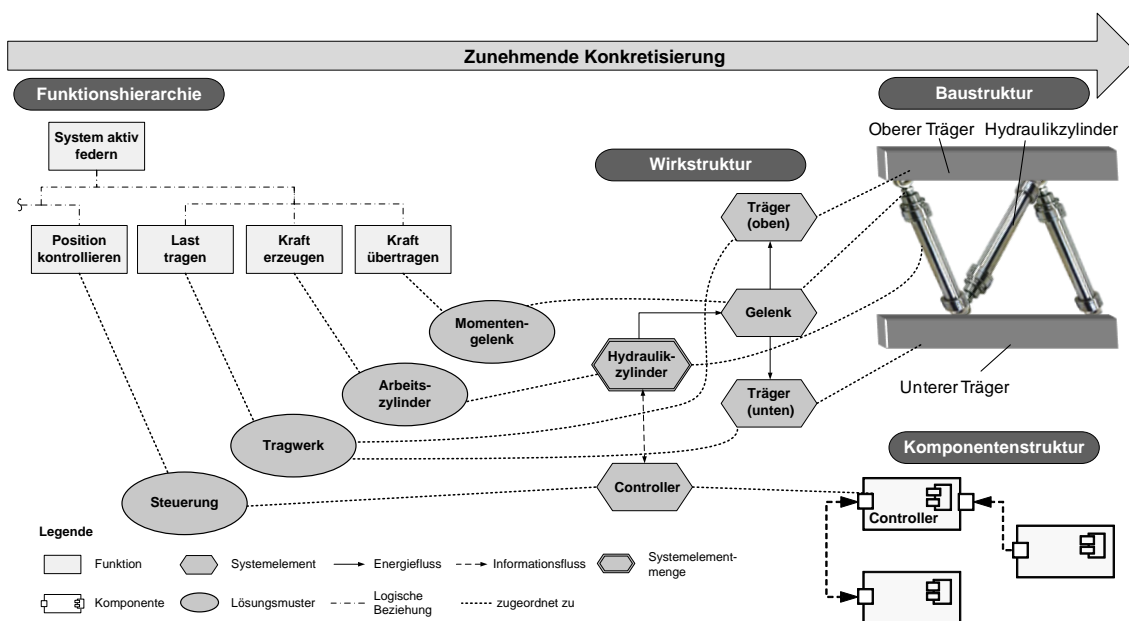 Zunehmende Konkretisierung
Funktionshierarchie
Baustruktur
System aktiv
federn
Oberer Träger
Hydraulikzylinder
Wirkstruktur
Position
kontrollieren
Last
tragen
Kraft
erzeugen
Kraft
übertragen
Träger
(oben)
Momenten-
gelenk
Gelenk
Hydraulik-
zylinder
Arbeits-
zylinder
Träger
(unten)
Unterer Träger
Tragwerk
Komponentenstruktur
Steuerung
Controller
Controller
Legende
Funktion
Systemelement
Energiefluss
Informationsfluss
Systemelement-
menge
Komponente
Lösungsmuster
Logische
Beziehung
zugeordnet zu